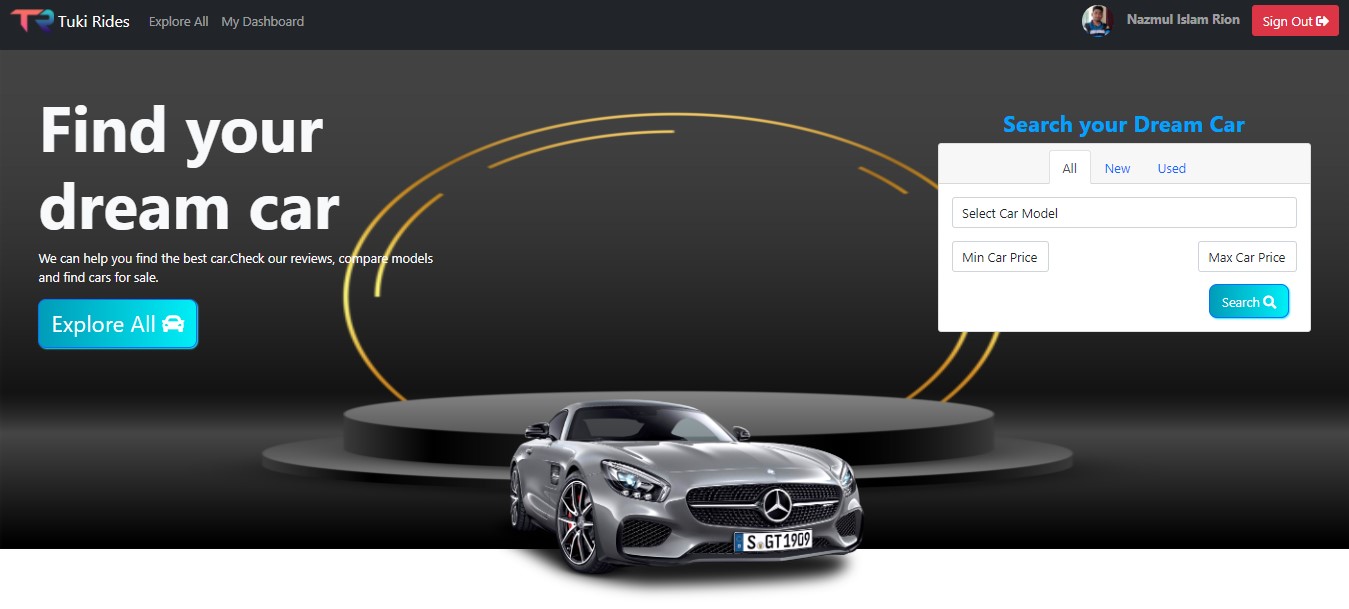 TR Tuki Rides Explore All My Dashboard Nazmul Islam Rion Sign Out
Find your
dream car
We can help you find the best car.Check our reviews, compare models
and find cars for sale.
Explore All
Search your Dream Car
All New Used
Select Car Model
Min Car Price Max Car Price
Search
S GT1909